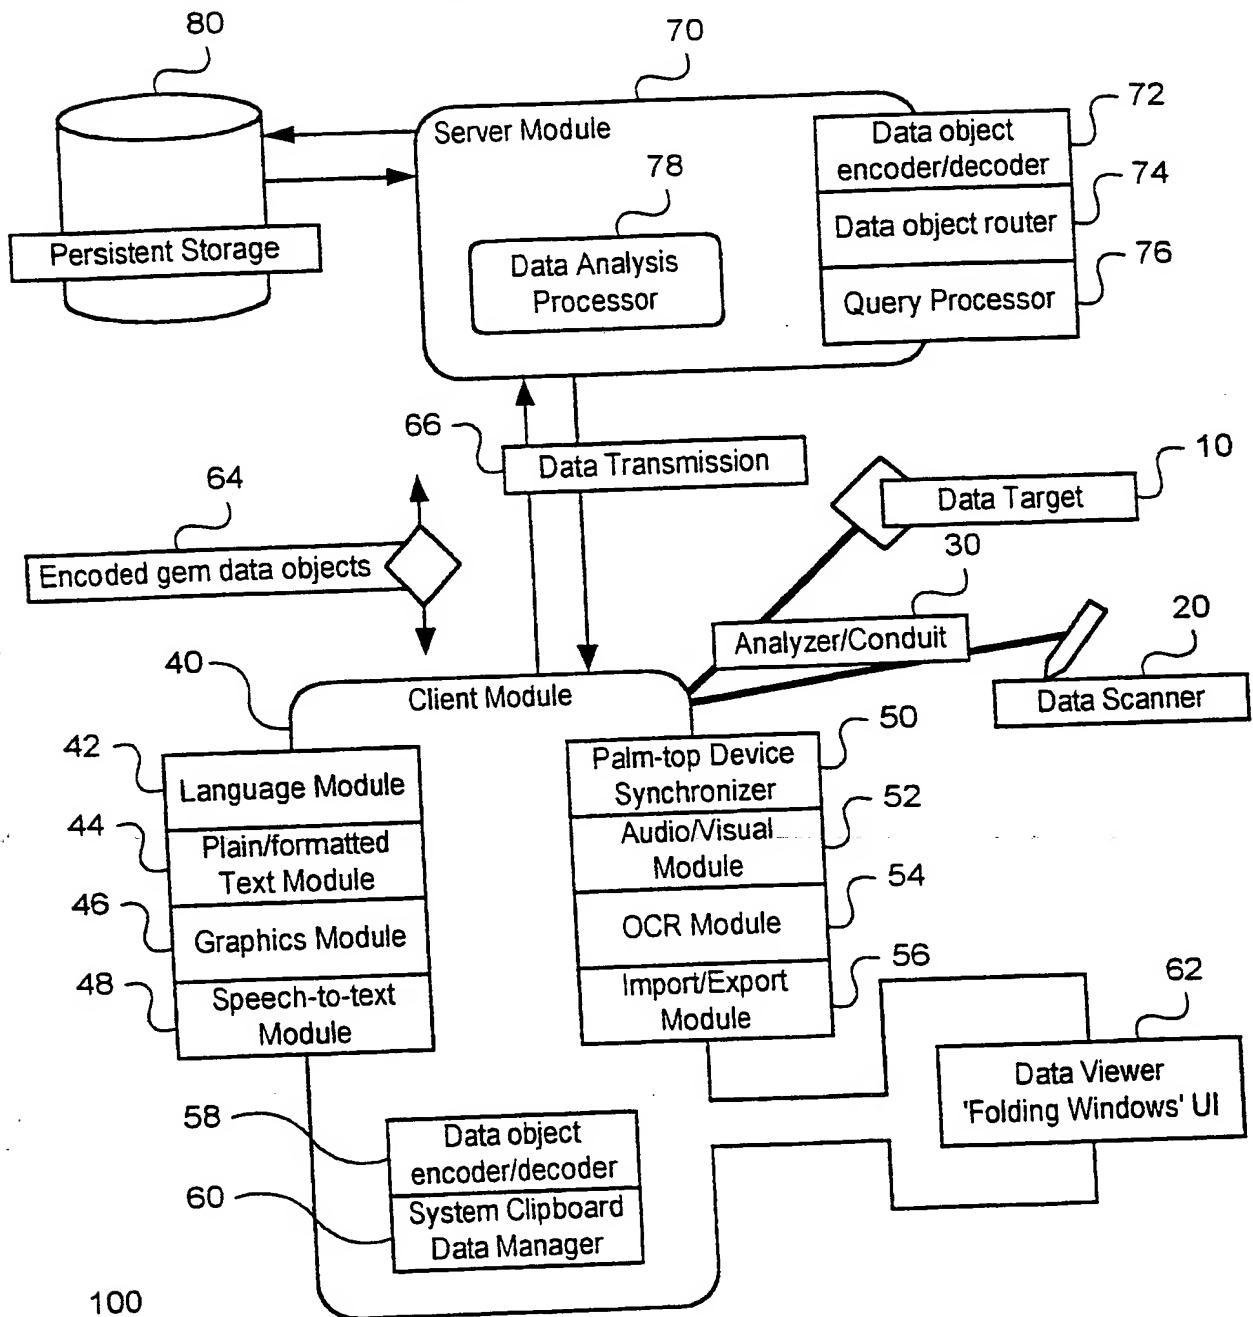 80
70
Server Module
72
Data object
encoder/decoder
78
74
Data object router
Persistent Storage
Data Analysis
Processor
76
Query Processor
66
Data Transmission
10
Data Target
64
Encoded gem data objects
30
Analyzer/Conduit
20
Data Scanner
40
Client Module
42
Language Module
50
Palm-top Device
Synchronizer
44
Plain/formatted
Text Module
52
Audio/Visual
Module
46
Graphics Module
54
OCR Module
48
Speech-to-text
Module
56
Import/Export
Module
62
Data Viewer
'Folding Windows' UI
58
Data object
encoder/decoder
60
System Clipboard
Data Manager
100